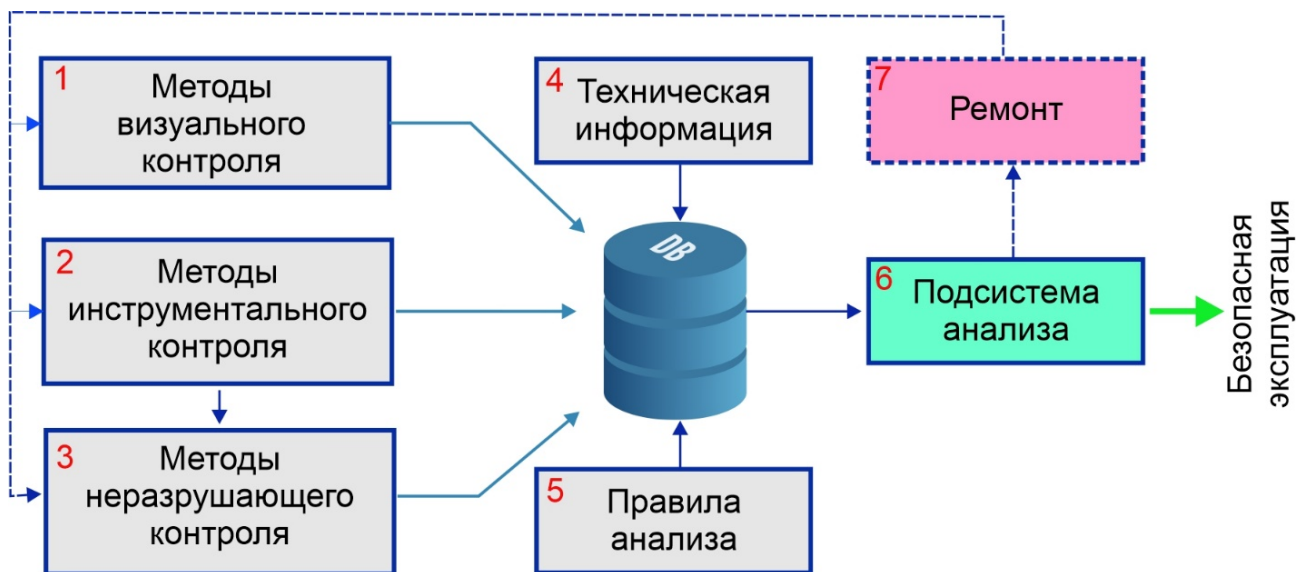 1
Методы
визуального
контроля
2
Методы
инструментального
контроля
3
Методы
неразрушающего
контроля
4
Техническая
информация
DB
5
Правила
анализа
7
Ремонт
6
Подсистема
анализа
Безопасная
эксплуатация